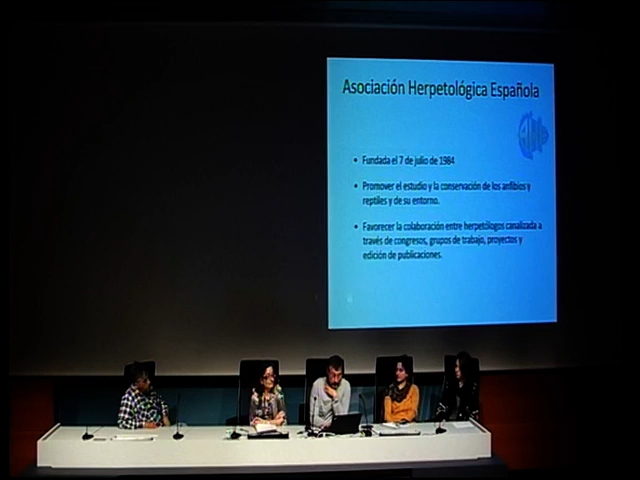 Asociación Herpetológica Española
AHE
• Fundada el 7 de julio de 1984
• Promover el estudio y la conservación de los anfibios y
reptiles y de su entorno.
• Favorecer la colaboración entre herpetólogos canalizada a
través de congresos, grupos de trabajo, proyectos y
edición de publicaciones.